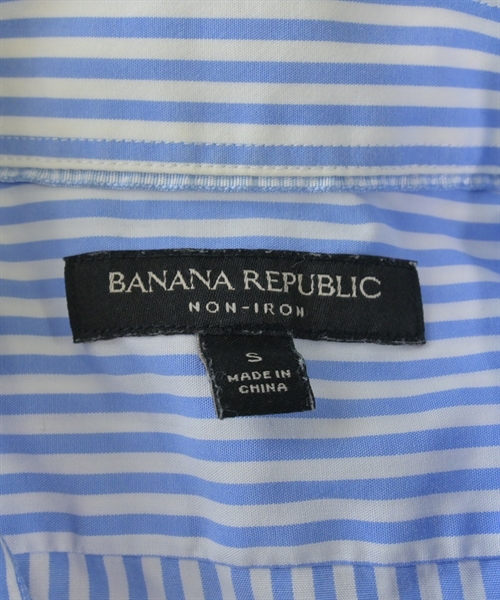 BANANA REPUBLIC
NON-IRON
S
MADE IN
CHINA